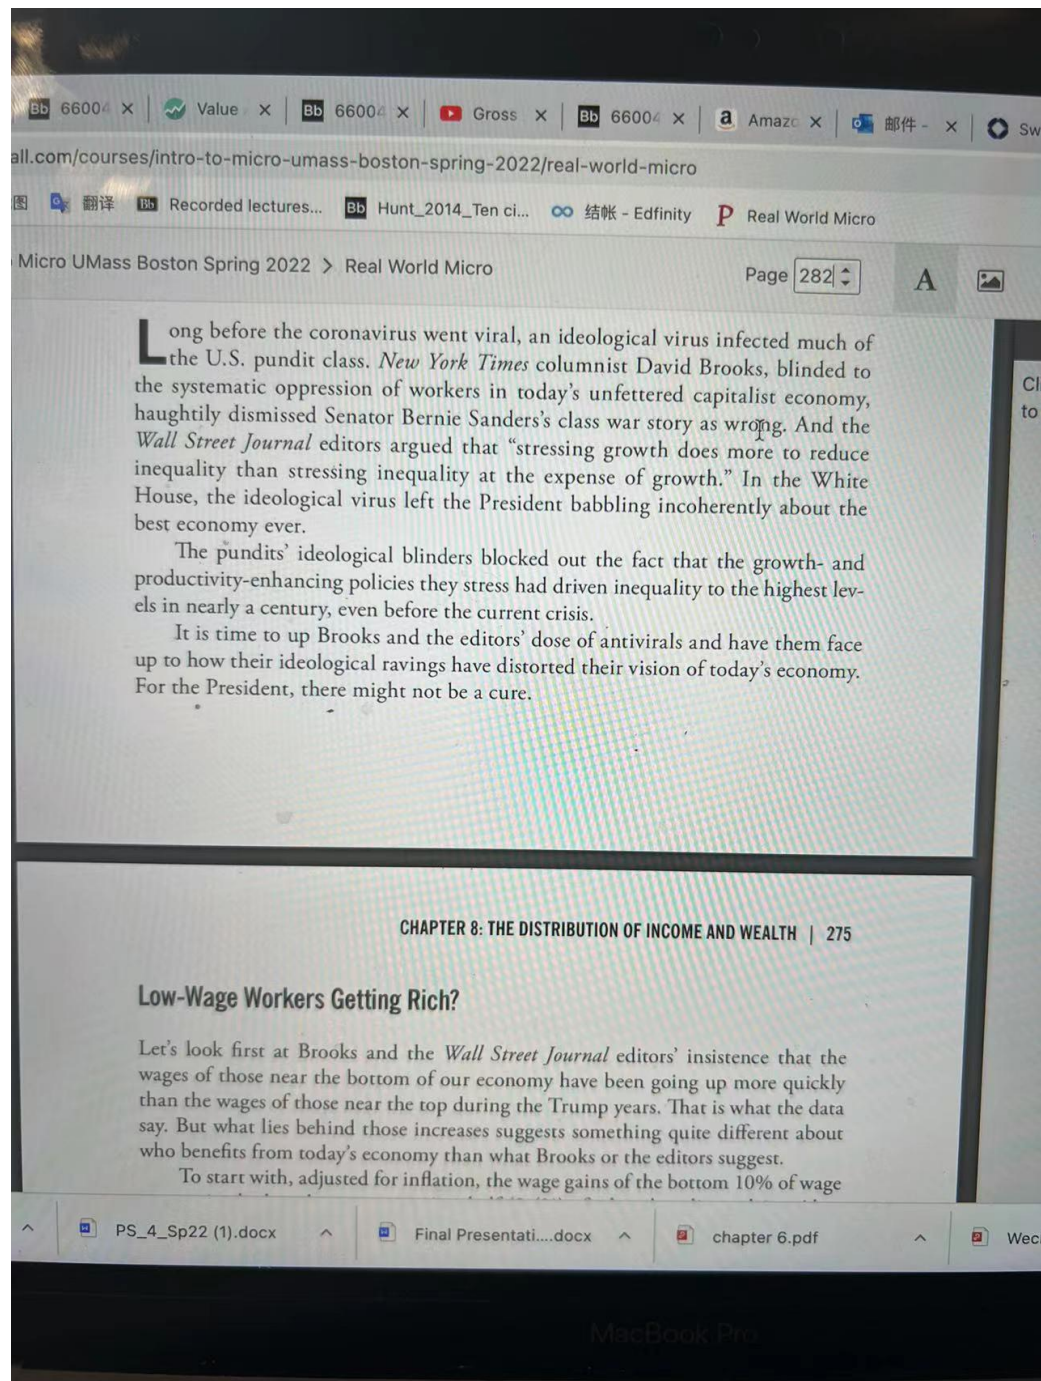 Bb 66004 × Value × Bb 66004 × Gross × Bb 66004 × a Amazo × 邮件 - × Sw
all.com/courses/intro-to-micro-umass-boston-spring-2022/real-world-micro
图 翻译 Bb Recorded lectures... Bb Hunt_2014_Ten ci... 结帐 - Edfinity P Real World Micro
Micro UMass Boston Spring 2022 > Real World Micro Page 282 A
Cl
to
Long before the coronavirus went viral, an ideological virus infected much of
the U.S. pundit class. New York Times columnist David Brooks, blinded to
the systematic oppression of workers in today's unfettered capitalist economy,
haughtily dismissed Senator Bernie Sanders's class war story as wrong. And the
Wall Street Journal editors argued that “stressing growth does more to reduce
inequality than stressing inequality at the expense of growth.” In the White
House, the ideological virus left the President babbling incoherently about the
best economy ever.
The pundits' ideological blinders blocked out the fact that the growth- and
productivity-enhancing policies they stress had driven inequality to the highest lev-
els in nearly a century, even before the current crisis.
It is time to up Brooks and the editors' dose of antivirals and have them face
up to how their ideological ravings have distorted their vision of today's economy.
For the President, there might not be a cure.
CHAPTER 8: THE DISTRIBUTION OF INCOME AND WEALTH | 275
Low-Wage Workers Getting Rich?
Let's look first at Brooks and the Wall Street Journal editors' insistence that the
wages of those near the bottom of our economy have been going up more quickly
than the wages of those near the top during the Trump years. That is what the data
say. But what lies behind those increases suggests something quite different about
who benefits from today's economy than what Brooks or the editors suggest.
To start with, adjusted for inflation, the wage gains of the bottom 10% of wage
PS_4_Sp22 (1).docx Final Presentati....docx chapter 6.pdf Wec
MacBook Pro